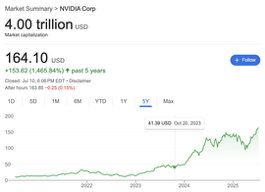 Market Summary > NVIDIA Corp
4.00 trillion USD
Market capitalization
164.10 USD
+ Follow
+153.62 (1,465.84%) ↑ past 5 years
Closed: Jul 10, 6:06 PM EDT • Disclaimer
After hours 163.85 −0.25 (0.15%)
1D 5D 1M 6M YTD 1Y 5Y Max
41.39 USD Oct 20, 2023
200
150
100
50
0
2022 2023 2024 2025